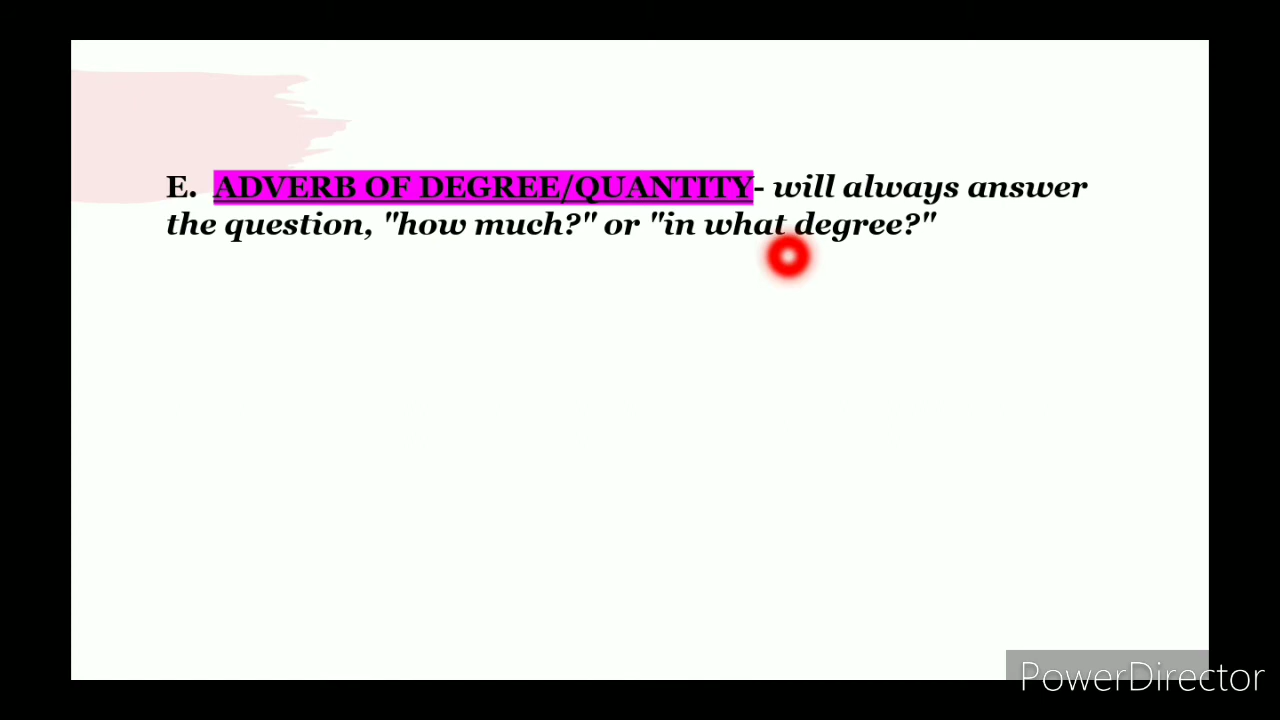 E. ADVERB OF DEGREE/QUANTITY- will always answer
the question, "how much?" or "in what degree?"
PowerDirector